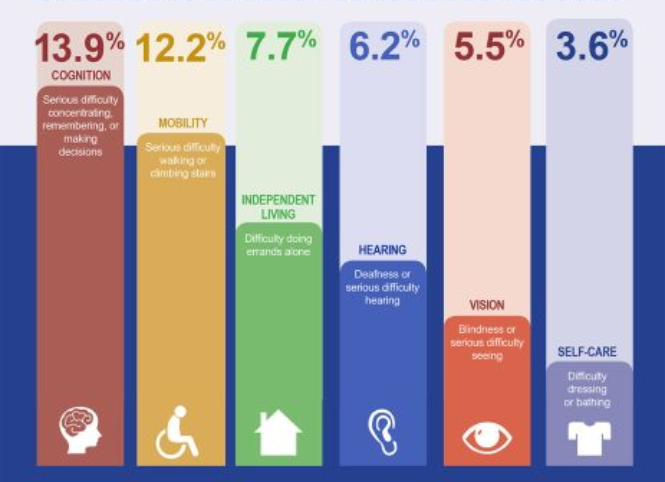 13.9%
COGNITION
Serious difficulty
concentrating,
remembering, or
making
decisions
12.2%
MOBILITY
Serious difficulty
walking or
climbing stairs
7.7%
INDEPENDENT
LIVING
Difficulty doing
errands alone
6.2%
HEARING
Deafness or
serious difficulty
hearing
5.5%
VISION
Blindness or
serious difficulty
seeing
3.6%
SELF-CARE
Difficulty
dressing
or bathing